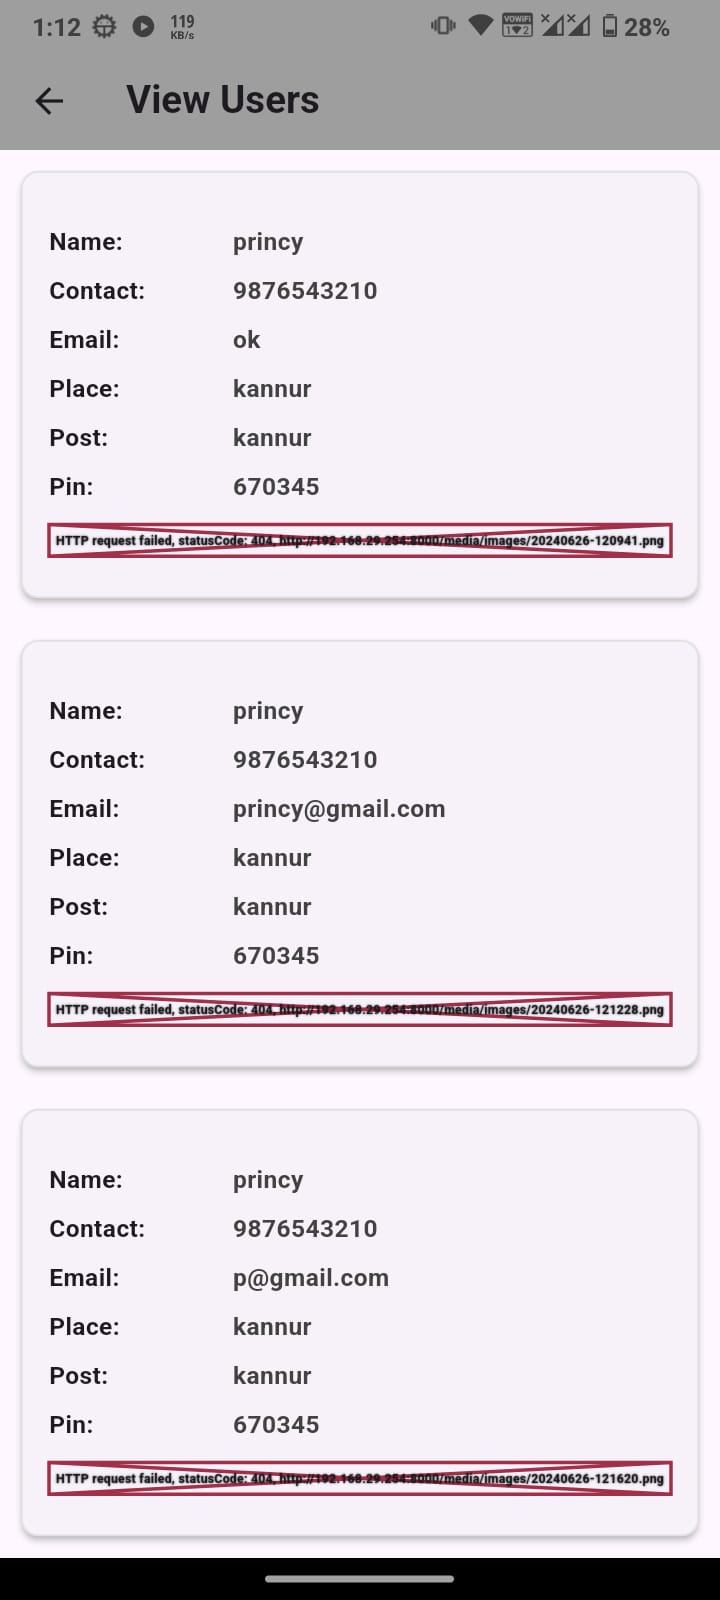 1:12 119 KB/s VoWiFi 1 2 28%
View Users
Name: princy
Contact: 9876543210
Email: ok
Place: kannur
Post: kannur
Pin: 670345
HTTP request failed, statusCode: 404, http://192.168.29.254:8000/media/images/20240626-120941.png
Name: princy
Contact: 9876543210
Email: princy@gmail.com
Place: kannur
Post: kannur
Pin: 670345
HTTP request failed, statusCode: 404, http://192.168.29.254:8000/media/images/20240626-121228.png
Name: princy
Contact: 9876543210
Email: p@gmail.com
Place: kannur
Post: kannur
Pin: 670345
HTTP request failed, statusCode: 404, http://192.168.29.254:8000/media/images/20240626-121620.png